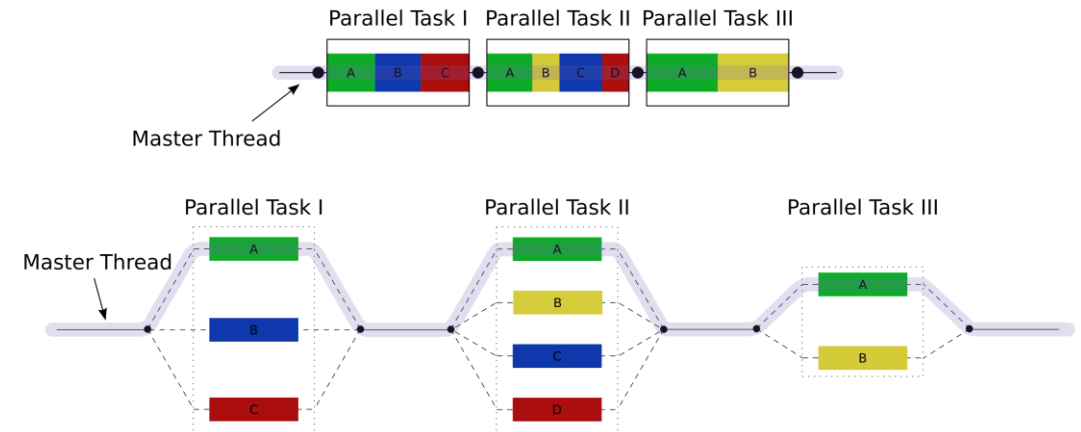 Parallel Task I Parallel Task II Parallel Task III
A B C A B C D A B
Master Thread
Parallel Task I Parallel Task II Parallel Task III
Master Thread
A A A
B B B
C C
C D